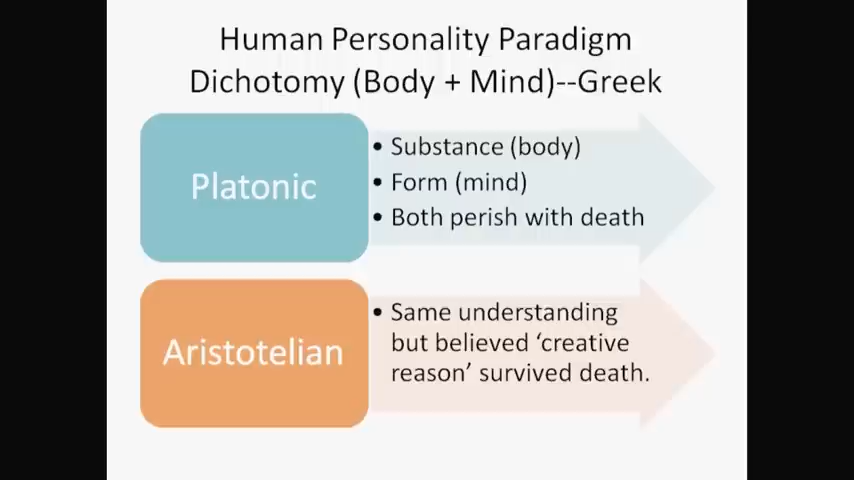 Human Personality Paradigm
Dichotomy (Body + Mind)--Greek
Platonic
• Substance (body)
• Form (mind)
• Both perish with death
Aristotelian
• Same understanding
but believed ‘creative
reason’ survived death.